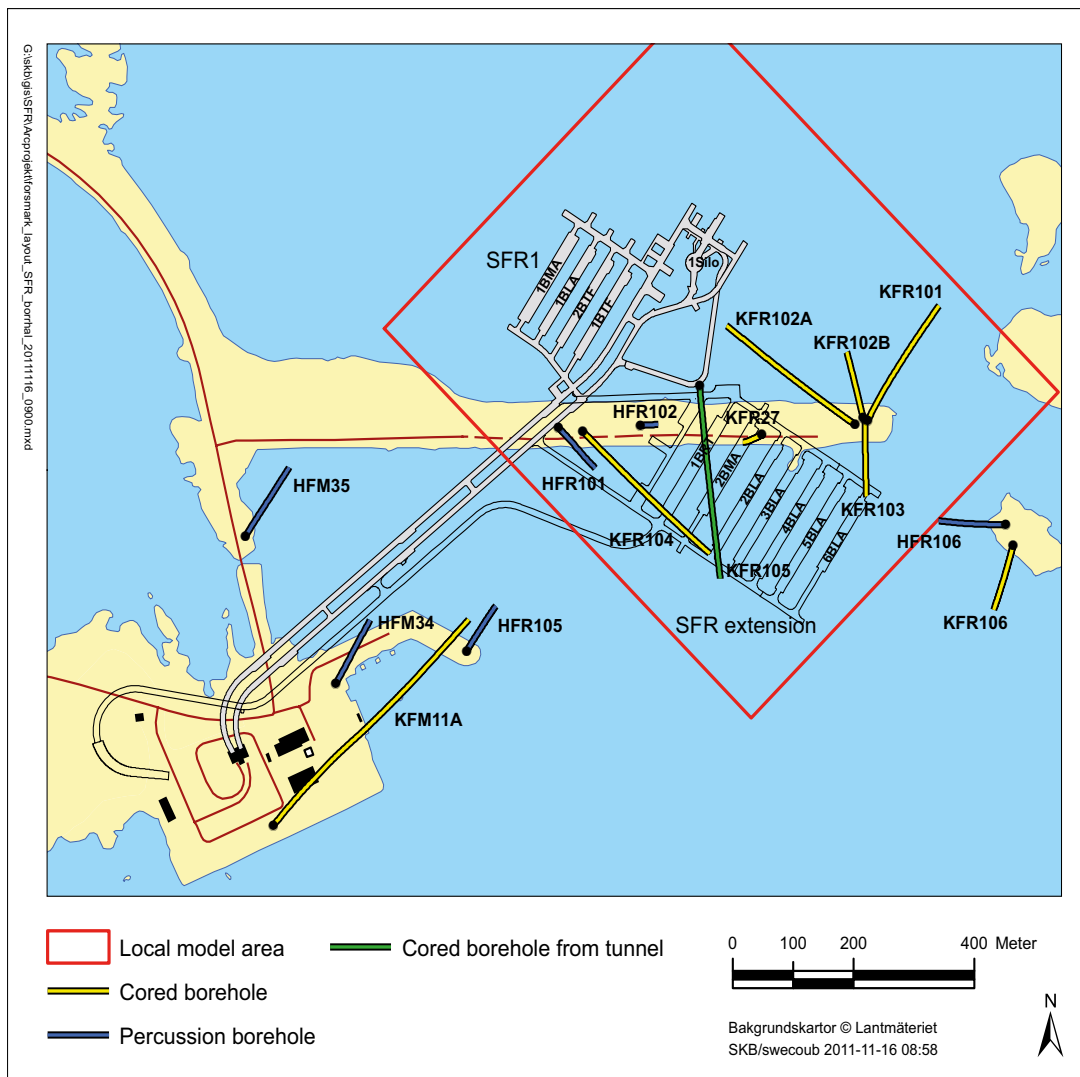 G:\skb\gis\SFR\Arcprojekt\forsmark_layout_SFR_borrhal_20111116_0900.mxd
SFR1
1BMA
1BLA
2BTF
1BTF
1Silo
KFR101
KFR102A
KFR102B
HFR102
KFR27
2BMA
2BLA
3BLA
4BLA
5BLA
6BLA
HFR101
HFM35
KFR103
HFR106
KFR104
KFR105
SFR extension
KFR106
HFM34
HFR105
KFM11A
Local model area
Cored borehole from tunnel
Cored borehole
Percussion borehole
0 100 200 400 Meter
N
Bakgrundskartor © Lantmäteriet
SKB/swecoub 2011-11-16 08:58